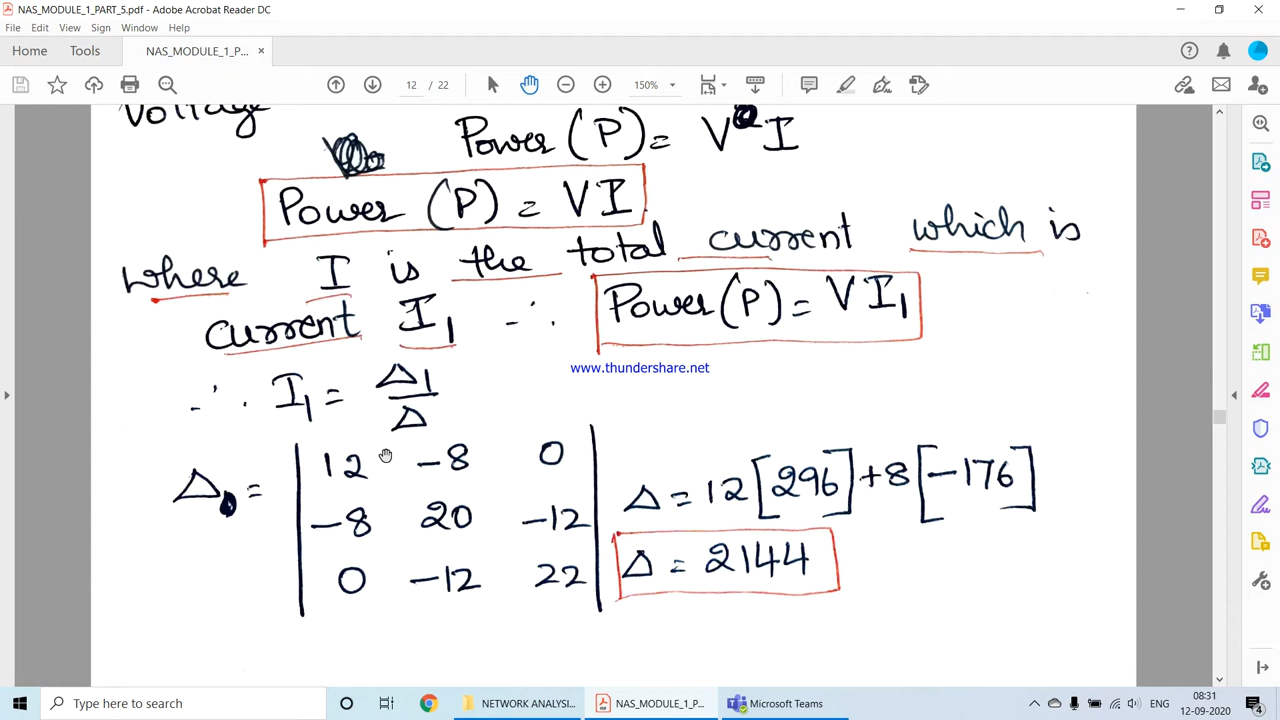 NAS_MODULE_1_PART_5.pdf - Adobe Acrobat Reader DC
File Edit View Sign Window Help
Home Tools NAS_MODULE_1_P... ×
12 / 22 150%
Voltage
Power (P) = V I
Power (P) = VI
where I is the total current which is
current I₁ ∴ Power (P) = VI₁
www.thundershare.net
∴ I₁ = Δ₁/Δ
Δ = | 12 -8 0 |
| -8 20 -12 |
| 0 -12 22 |
Δ = 12 [296] + 8 [-176]
Δ = 2144
Type here to search
NETWORK ANALYSI...
NAS_MODULE_1_P...
Microsoft Teams
08:31
12-09-2020
4